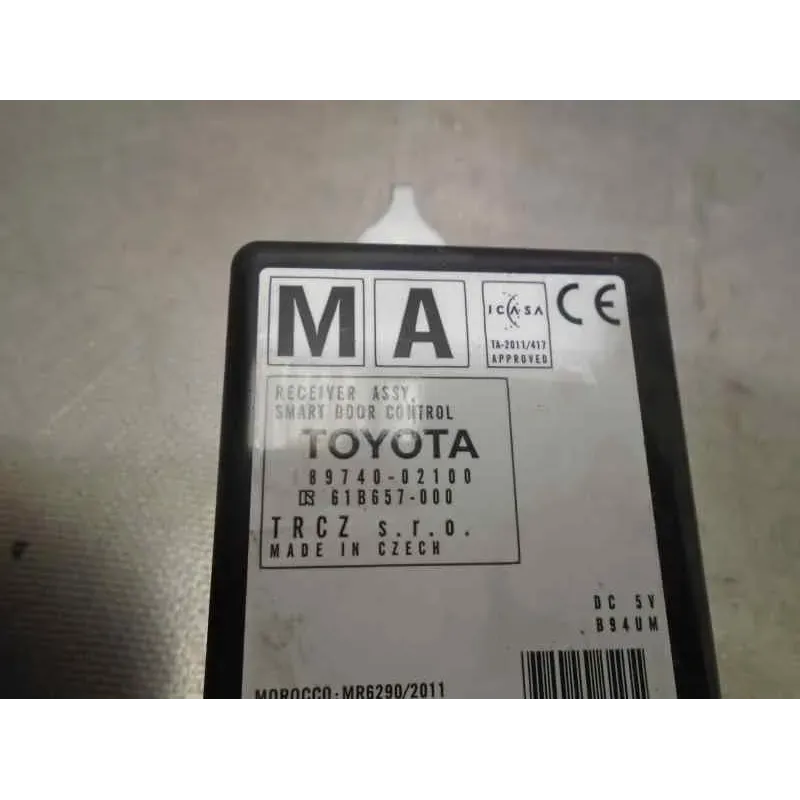 M A
ICASA
TA-2011/417
APPROVED
CE
RECEIVER ASSY,
SMART DOOR CONTROL
TOYOTA
89740-02100
61B657-000
TRCZ s.r.o.
MADE IN CZECH
DC 5V
B94UM
MOROCCO:MR6290/2011